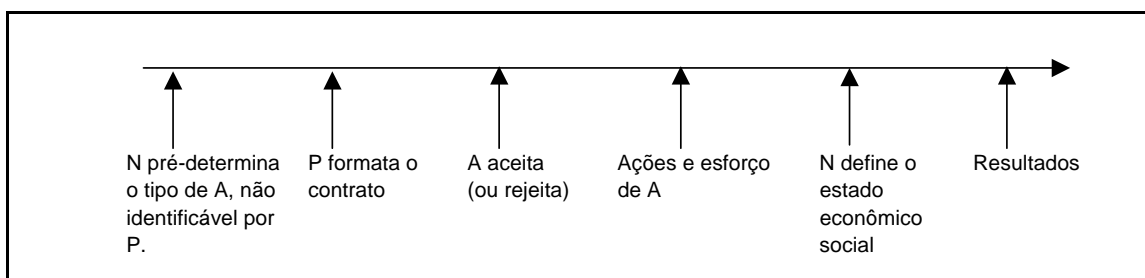 N pré-determina
o tipo de A, não
identificável por
P.
P formata o
contrato
A aceita
(ou rejeita)
Ações e esforço
de A
N define o
estado
econômico
social
Resultados